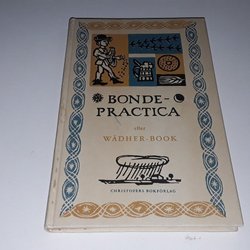 BONDE-
PRACTICA
eller
WÄDHER-BOOK
CHRISTOFERS BOKFÖRLAG